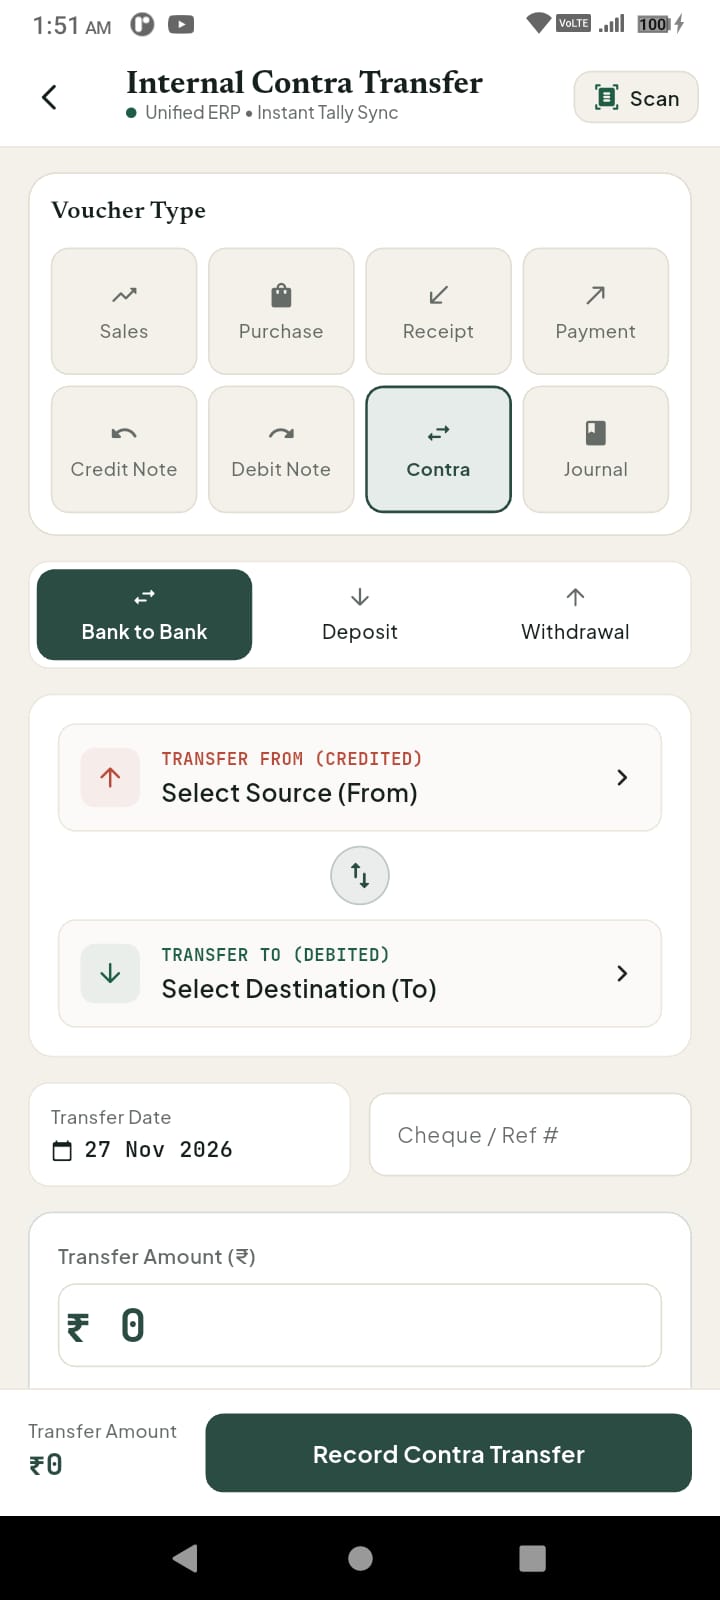 1:51 AM
VoLTE
100
Internal Contra Transfer
Unified ERP • Instant Tally Sync
Scan
Voucher Type
Sales
Purchase
Receipt
Payment
Credit Note
Debit Note
Contra
Journal
Bank to Bank
Deposit
Withdrawal
TRANSFER FROM (CREDITED)
Select Source (From)
TRANSFER TO (DEBITED)
Select Destination (To)
Transfer Date
27 Nov 2026
Cheque / Ref #
Transfer Amount (₹)
₹ 0
Transfer Amount
₹0
Record Contra Transfer